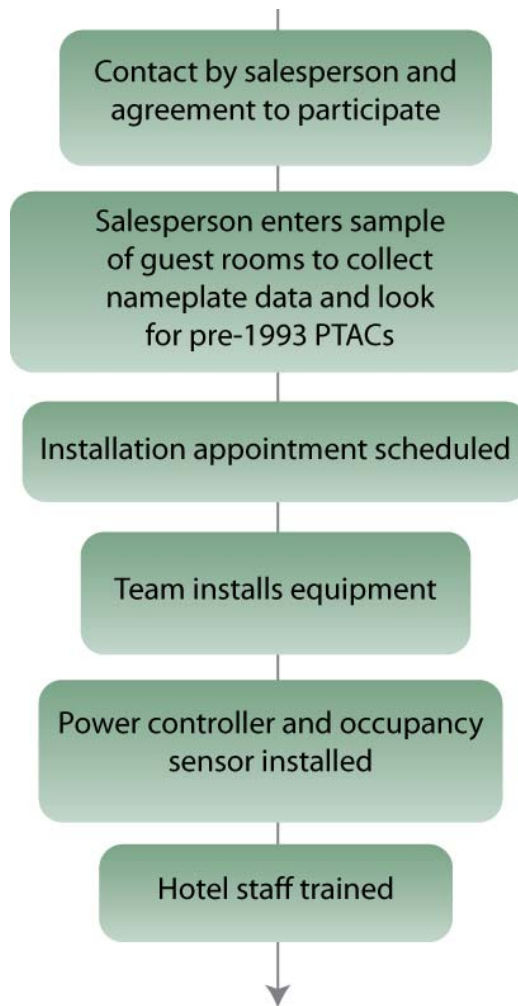 Contact by salesperson and
agreement to participate
Salesperson enters sample
of guest rooms to collect
nameplate data and look
for pre-1993 PTACs
Installation appointment scheduled
Team installs equipment
Power controller and occupancy
sensor installed
Hotel staff trained